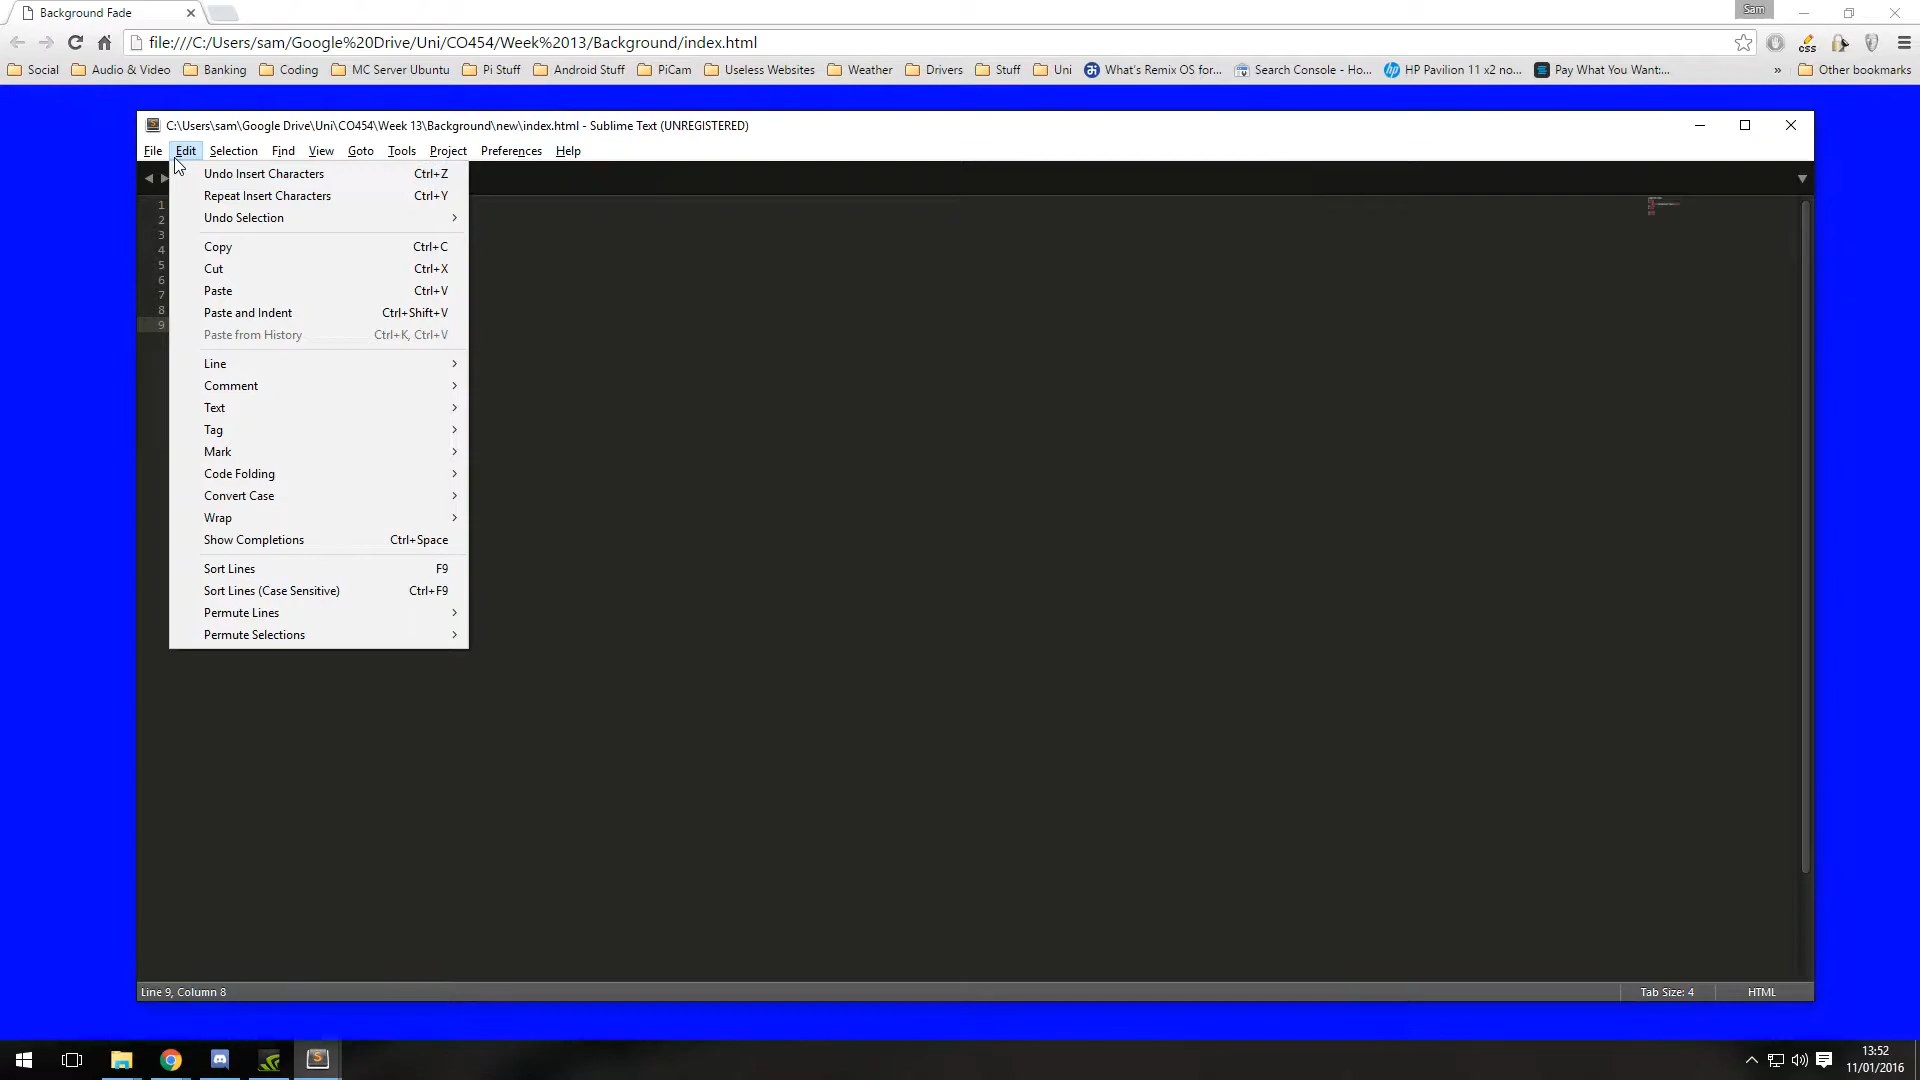 Background Fade
Sam
file:///C:/Users/sam/Google%20Drive/Uni/CO454/Week%2013/Background/index.html
Social Audio & Video Banking Coding MC Server Ubuntu Pi Stuff Android Stuff PiCam Useless Websites Weather Drivers Stuff Uni What's Remix OS for... Search Console - Ho... HP Pavilion 11 x2 no... Pay What You Want:... » Other bookmarks
C:\Users\sam\Google Drive\Uni\CO454\Week 13\Background\new\index.html - Sublime Text (UNREGISTERED)
File Edit Selection Find View Goto Tools Project Preferences Help
Undo Insert Characters Ctrl+Z
Repeat Insert Characters Ctrl+Y
Undo Selection
Copy Ctrl+C
Cut Ctrl+X
Paste Ctrl+V
Paste and Indent Ctrl+Shift+V
Paste from History Ctrl+K, Ctrl+V
Line
Comment
Text
Tag
Mark
Code Folding
Convert Case
Wrap
Show Completions Ctrl+Space
Sort Lines F9
Sort Lines (Case Sensitive) Ctrl+F9
Permute Lines
Permute Selections
1
2
3
4
5
6
7
8
9
Line 9, Column 8 Tab Size: 4 HTML
13:52
11/01/2016